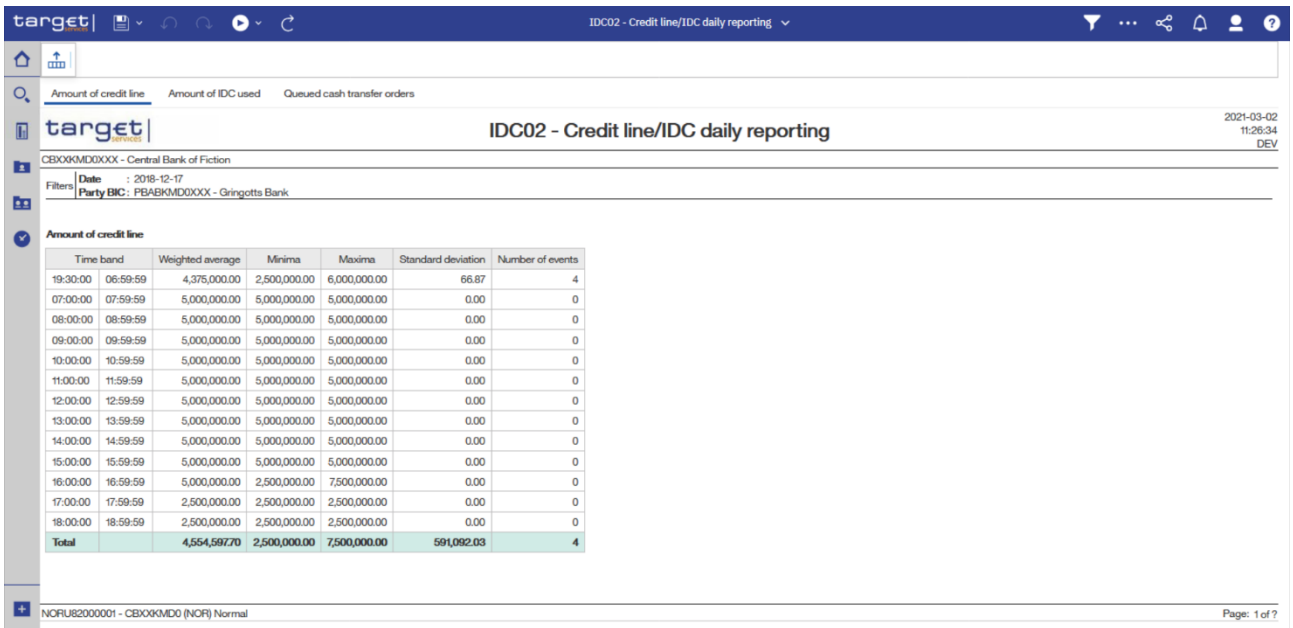 target| services IDC02 - Credit line/IDC daily reporting ?
Amount of credit line Amount of IDC used Queued cash transfer orders
target| services IDC02 - Credit line/IDC daily reporting 2021-03-02
11:26:34
DEV
CBXXKMD0XXX - Central Bank of Fiction
Filters Date : 2018-12-17
Party BIC : PBABKMD0XXX - Gringotts Bank
Amount of credit line
Time band Weighted average Minima Maxima Standard deviation Number of events
19:30:00 06:59:59 4,375,000.00 2,500,000.00 6,000,000.00 66.87 4
07:00:00 07:59:59 5,000,000.00 5,000,000.00 5,000,000.00 0.00 0
08:00:00 08:59:59 5,000,000.00 5,000,000.00 5,000,000.00 0.00 0
09:00:00 09:59:59 5,000,000.00 5,000,000.00 5,000,000.00 0.00 0
10:00:00 10:59:59 5,000,000.00 5,000,000.00 5,000,000.00 0.00 0
11:00:00 11:59:59 5,000,000.00 5,000,000.00 5,000,000.00 0.00 0
12:00:00 12:59:59 5,000,000.00 5,000,000.00 5,000,000.00 0.00 0
13:00:00 13:59:59 5,000,000.00 5,000,000.00 5,000,000.00 0.00 0
14:00:00 14:59:59 5,000,000.00 5,000,000.00 5,000,000.00 0.00 0
15:00:00 15:59:59 5,000,000.00 5,000,000.00 5,000,000.00 0.00 0
16:00:00 16:59:59 5,000,000.00 2,500,000.00 7,500,000.00 0.00 0
17:00:00 17:59:59 2,500,000.00 2,500,000.00 2,500,000.00 0.00 0
18:00:00 18:59:59 2,500,000.00 2,500,000.00 2,500,000.00 0.00 0
Total 4,554,597.70 2,500,000.00 7,500,000.00 591,092.03 4
NORU82000001 - CBXXKMD0 (NOR) Normal Page: 1 of ?